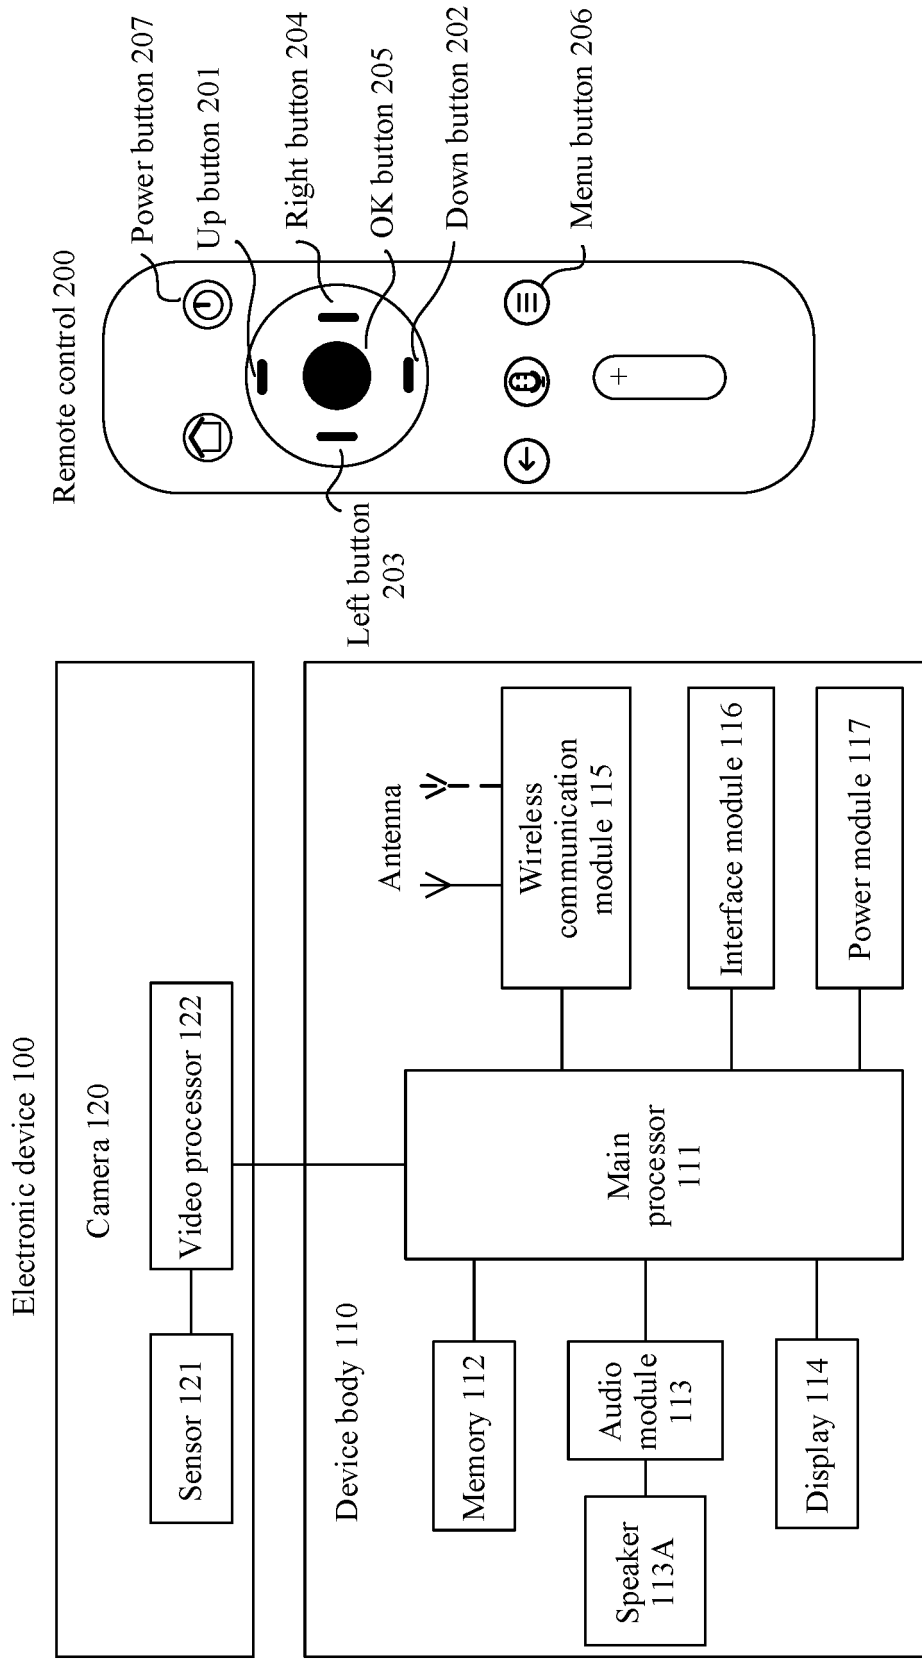 Electronic device 100
Camera 120
Sensor 121
Video processor 122
Device body 110
Memory 112
Speaker
113A
Audio
module
113
Display 114
Main
processor
111
Antenna
Wireless
communication
module 115
Interface module 116
Power module 117
Remote control 200
Power button 207
Up button 201
Right button 204
OK button 205
Down button 202
Left button
203
Menu button 206
+